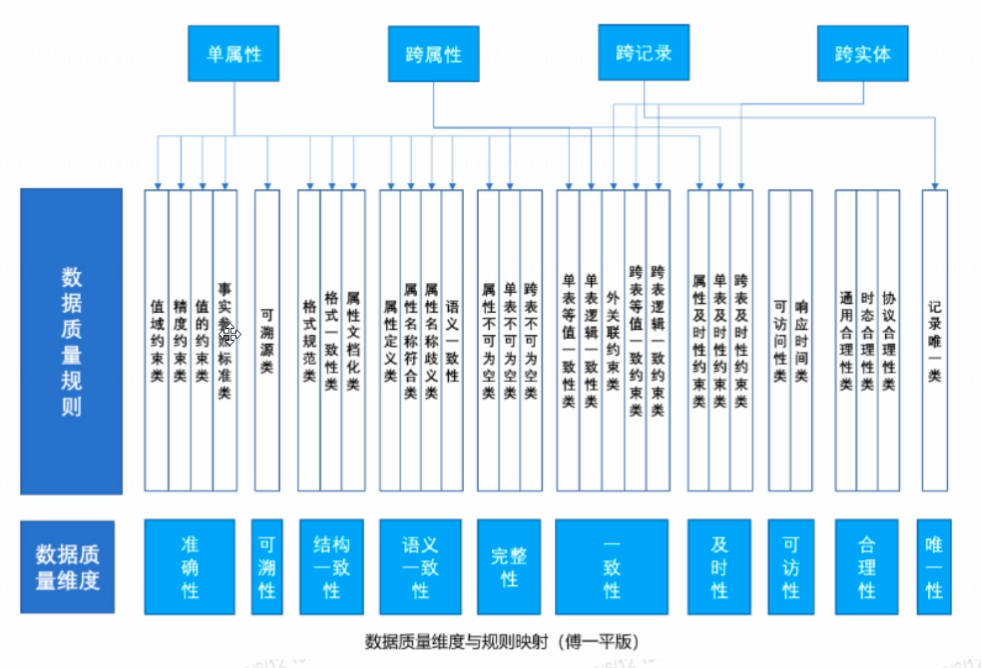 单属性
跨属性
跨记录
跨实体
数据质量规则
值域约束类
精度约束类
值的约束类
事实参照标准类
可溯源类
格式规范类
格式一致性类
属性文档化类
属性定义类
属性名称符合类
属性名称歧义类
语义一致性
属性不可为空类
单表不可为空类
跨表不可为空类
单表等值一致性类
单表逻辑一致性类
外关联约束类
跨表等值一致约束类
跨表逻辑一致约束类
属性及时性约束类
单表及时性约束类
跨表及时性约束类
可访问性类
响应时间类
通用合理性类
时态合理性类
协议合理性类
记录唯一类
数据质
量维度
准确性
可溯性
结构
一致
性
语义
一致
性
完整
性
一致性
及时性
可访性
合理性
唯一性
数据质量维度与规则映射（傅一平版）